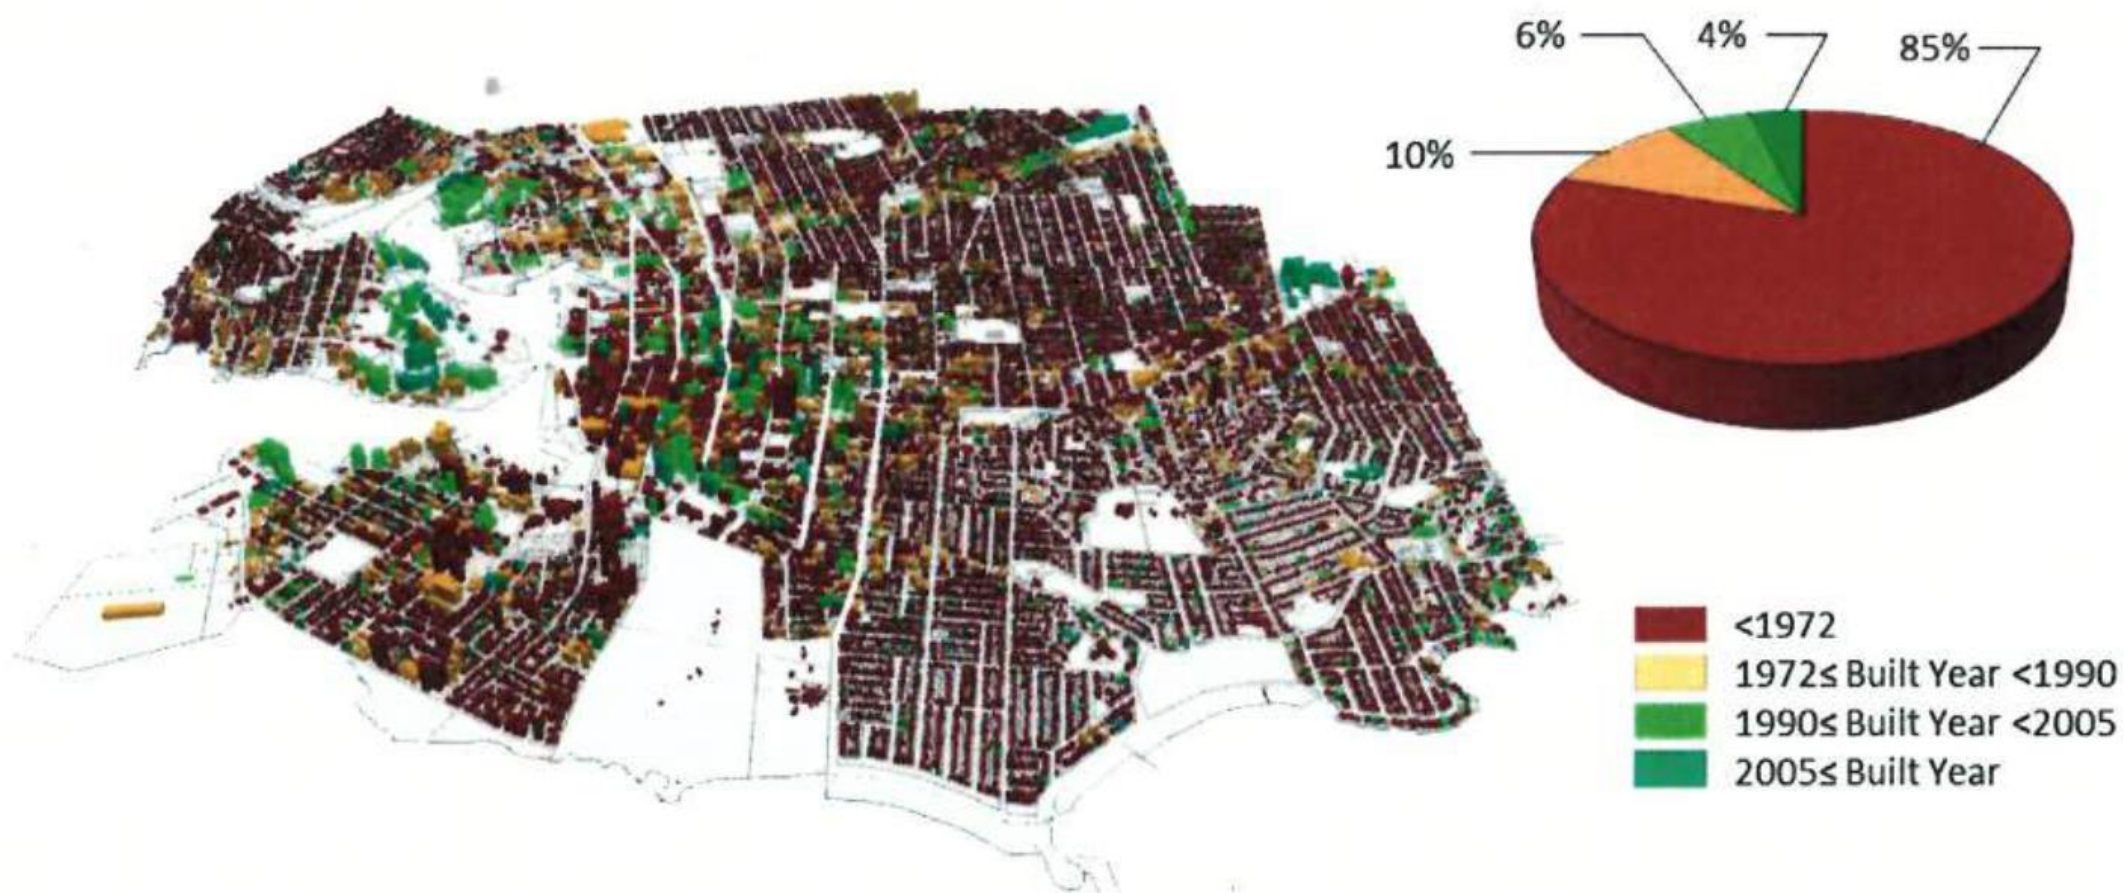 6%
4%
85%
10%
<1972
1972≤ Built Year <1990
1990≤ Built Year <2005
2005≤ Built Year